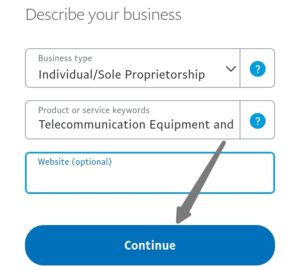 Describe your business
Business type
Individual/Sole Proprietorship
?
Product or service keywords
Telecommunication Equipment and
?
Website (optional)
Continue